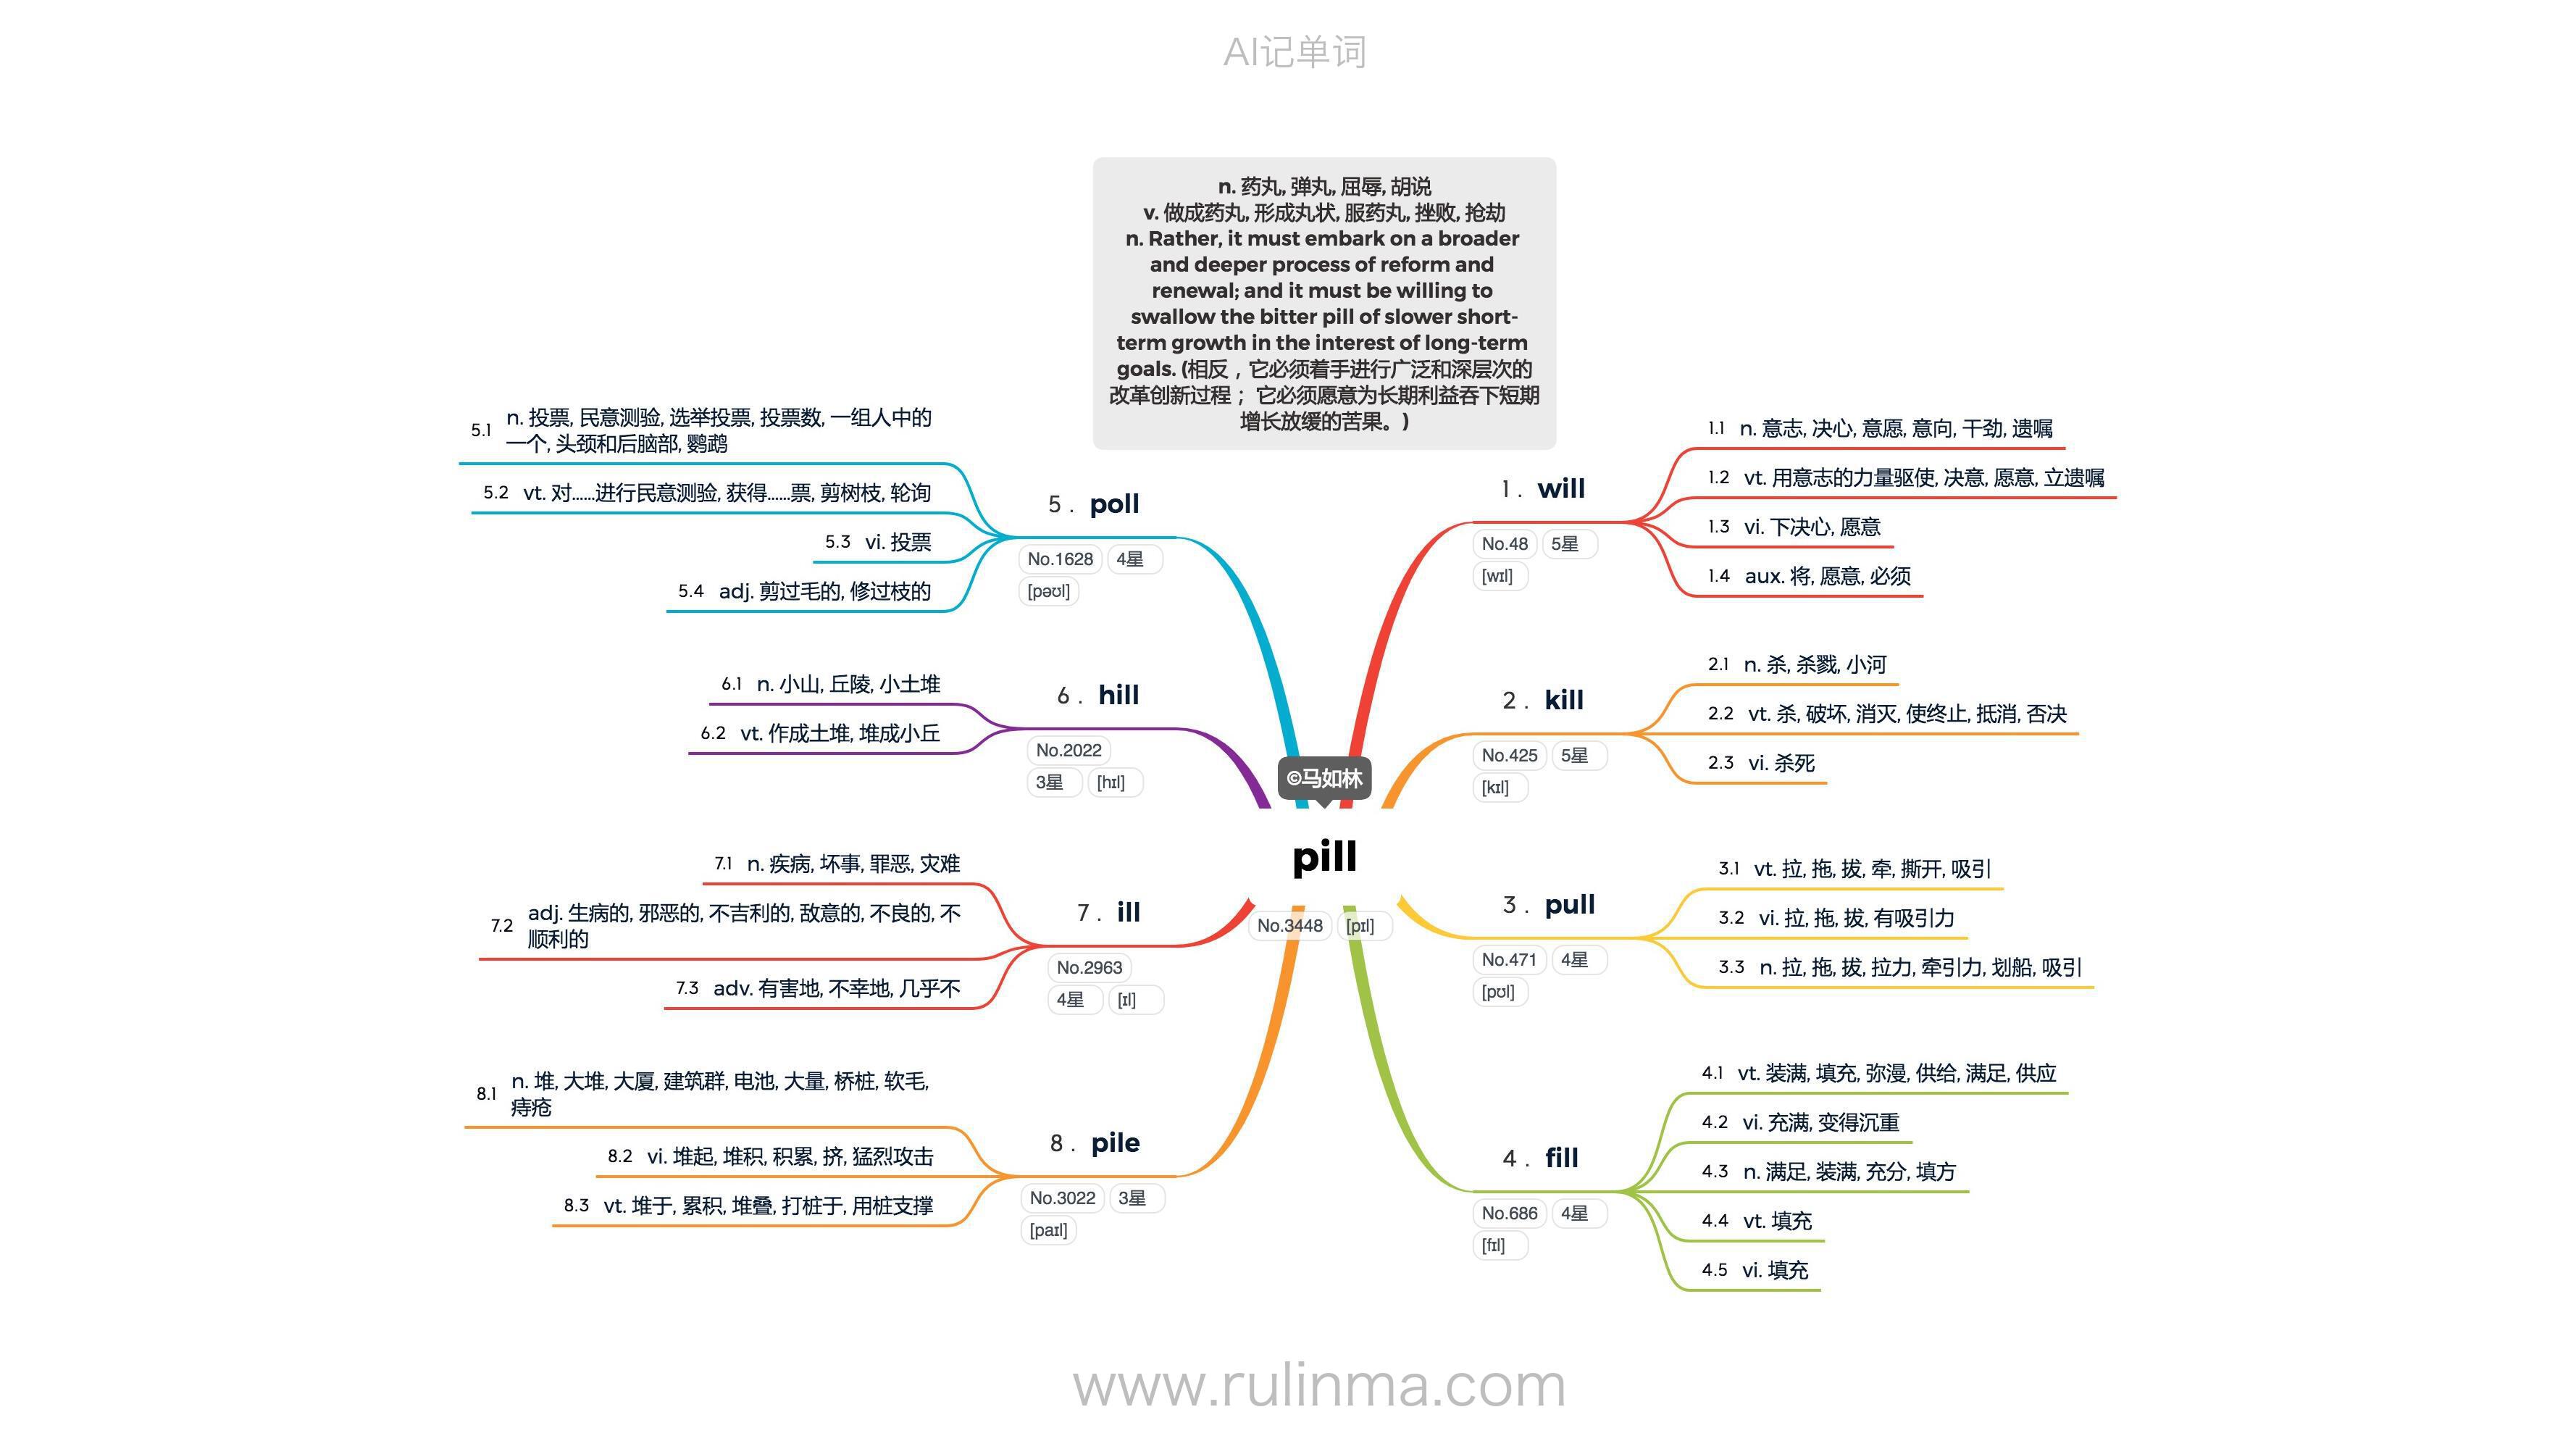 AI记单词
n. 药丸, 弹丸, 屈辱, 胡说
v. 做成药丸, 形成丸状, 服药丸, 挫败, 抢劫
n. Rather, it must embark on a broader
and deeper process of reform and
renewal; and it must be willing to
swallow the bitter pill of slower short-
term growth in the interest of long-term
goals. (相反，它必须着手进行广泛和深层次的
改革创新过程； 它必须愿意为长期利益吞下短期
增长放缓的苦果。)
©马如林
pill
No.3448 [pɪl]
1. will
No.48 5星
[wɪl]
1.1 n. 意志, 决心, 意愿, 意向, 干劲, 遗嘱
1.2 vt. 用意志的力量驱使, 决意, 愿意, 立遗嘱
1.3 vi. 下决心, 愿意
1.4 aux. 将, 愿意, 必须
2. kill
No.425 5星
[kɪl]
2.1 n. 杀, 杀戮, 小河
2.2 vt. 杀, 破坏, 消灭, 使终止, 抵消, 否决
2.3 vi. 杀死
3. pull
No.471 4星
[pʊl]
3.1 vt. 拉, 拖, 拔, 牵, 撕开, 吸引
3.2 vi. 拉, 拖, 拔, 有吸引力
3.3 n. 拉, 拖, 拔, 拉力, 牵引力, 划船, 吸引
4. fill
No.686 4星
[fɪl]
4.1 vt. 装满, 填充, 弥漫, 供给, 满足, 供应
4.2 vi. 充满, 变得沉重
4.3 n. 满足, 装满, 充分, 填方
4.4 vt. 填充
4.5 vi. 填充
5. poll
No.1628 4星
[pəʊl]
5.1 n. 投票, 民意测验, 选举投票, 投票数, 一组人中的
一个, 头颈和后脑部, 鹦鹉
5.2 vt. 对......进行民意测验, 获得......票, 剪树枝, 轮询
5.3 vi. 投票
5.4 adj. 剪过毛的, 修过枝的
6. hill
No.2022
3星 [hɪl]
6.1 n. 小山, 丘陵, 小土堆
6.2 vt. 作成土堆, 堆成小丘
7. ill
No.2963
4星 [ɪl]
7.1 n. 疾病, 坏事, 罪恶, 灾难
7.2 adj. 生病的, 邪恶的, 不吉利的, 敌意的, 不良的, 不
顺利的
7.3 adv. 有害地, 不幸地, 几乎不
8. pile
No.3022 3星
[paɪl]
8.1 n. 堆, 大堆, 大厦, 建筑群, 电池, 大量, 桥桩, 软毛,
痔疮
8.2 vi. 堆起, 堆积, 积累, 挤, 猛烈攻击
8.3 vt. 堆于, 累积, 堆叠, 打桩于, 用桩支撑
www.rulinma.com